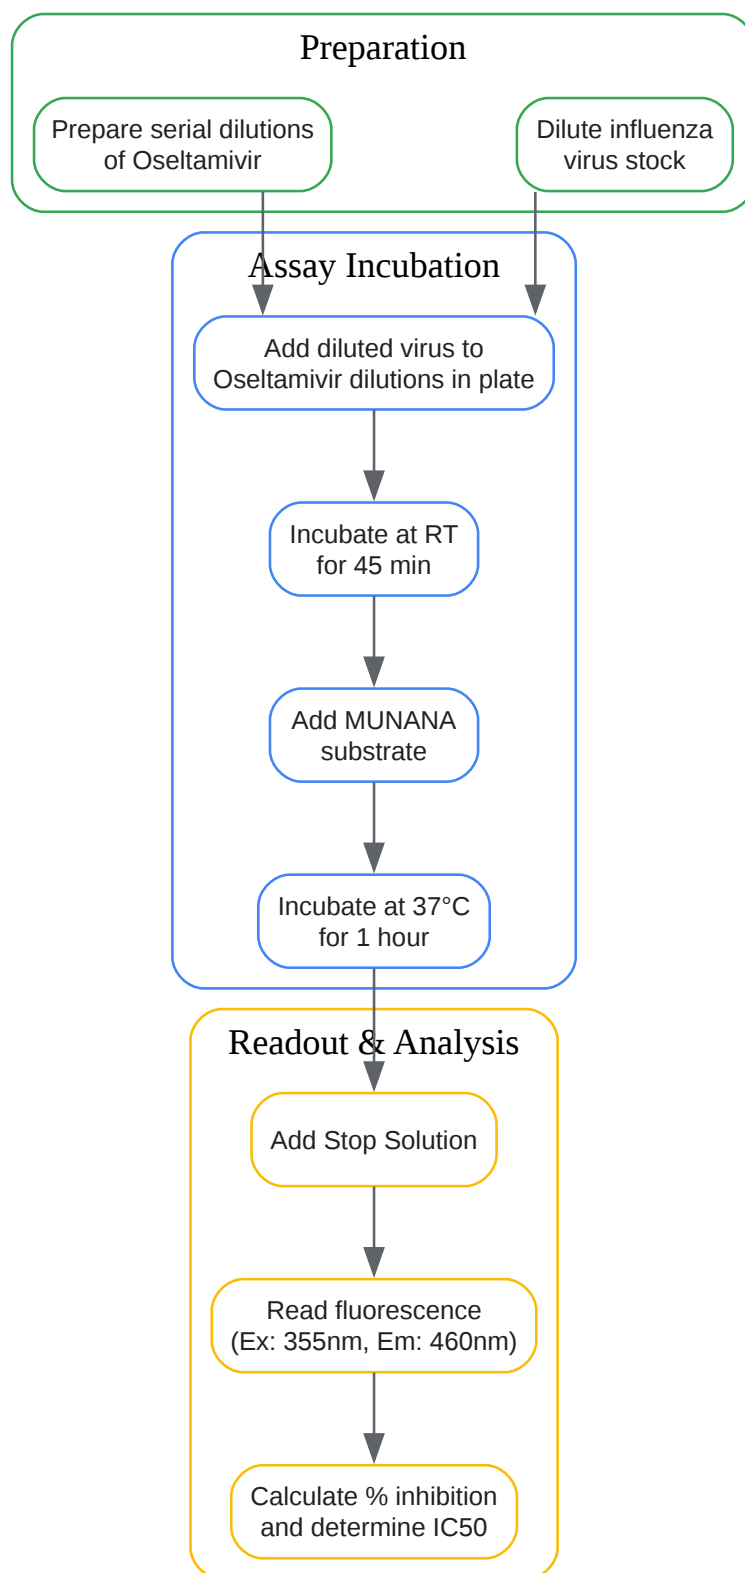 Preparation
Prepare serial dilutions
of Oseltamivir
Dilute influenza
virus stock
Assay Incubation
Add diluted virus to
Oseltamivir dilutions in plate
Incubate at RT
for 45 min
Add MUNANA
substrate
Incubate at 37°C
for 1 hour
Readout & Analysis
Add Stop Solution
Read fluorescence
(Ex: 355nm, Em: 460nm)
Calculate % inhibition
and determine IC50